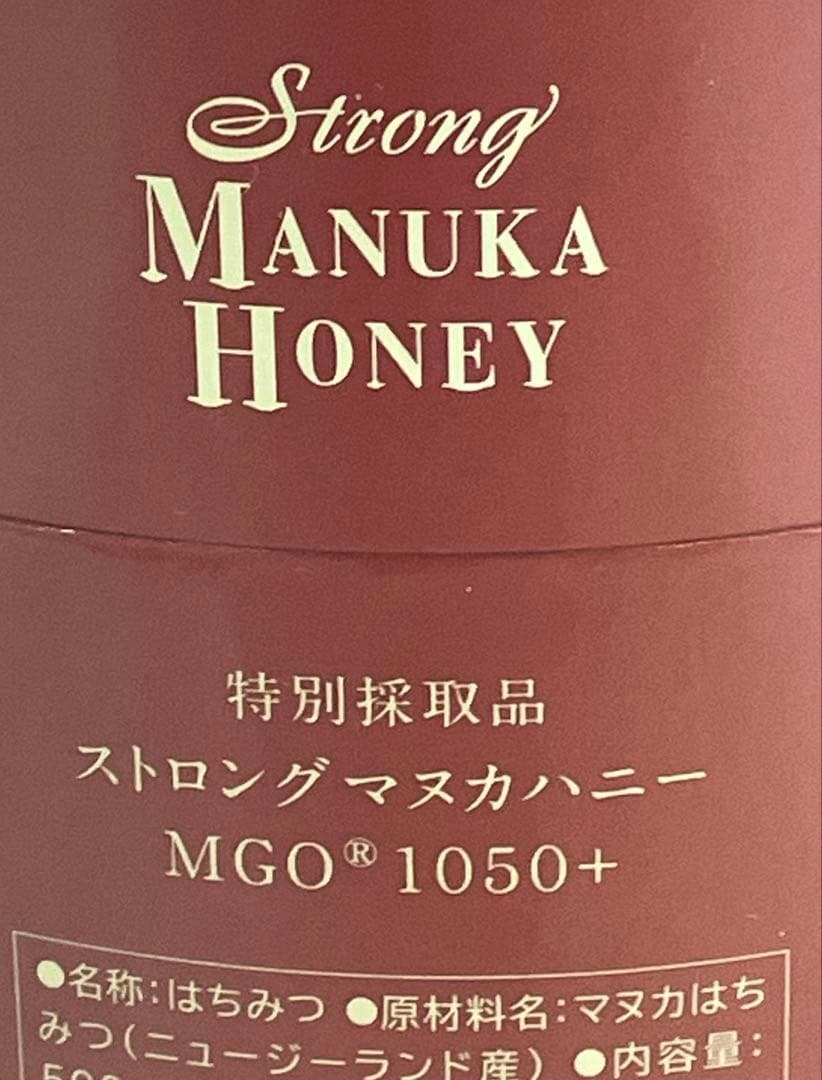 Strong
MANUKA
HONEY
特別採取品
ストロング マヌカハニー
MGO® 1050+
●名称:はちみつ ●原材料名:マヌカはち
みつ(ニュージーランド産) ●内容量: